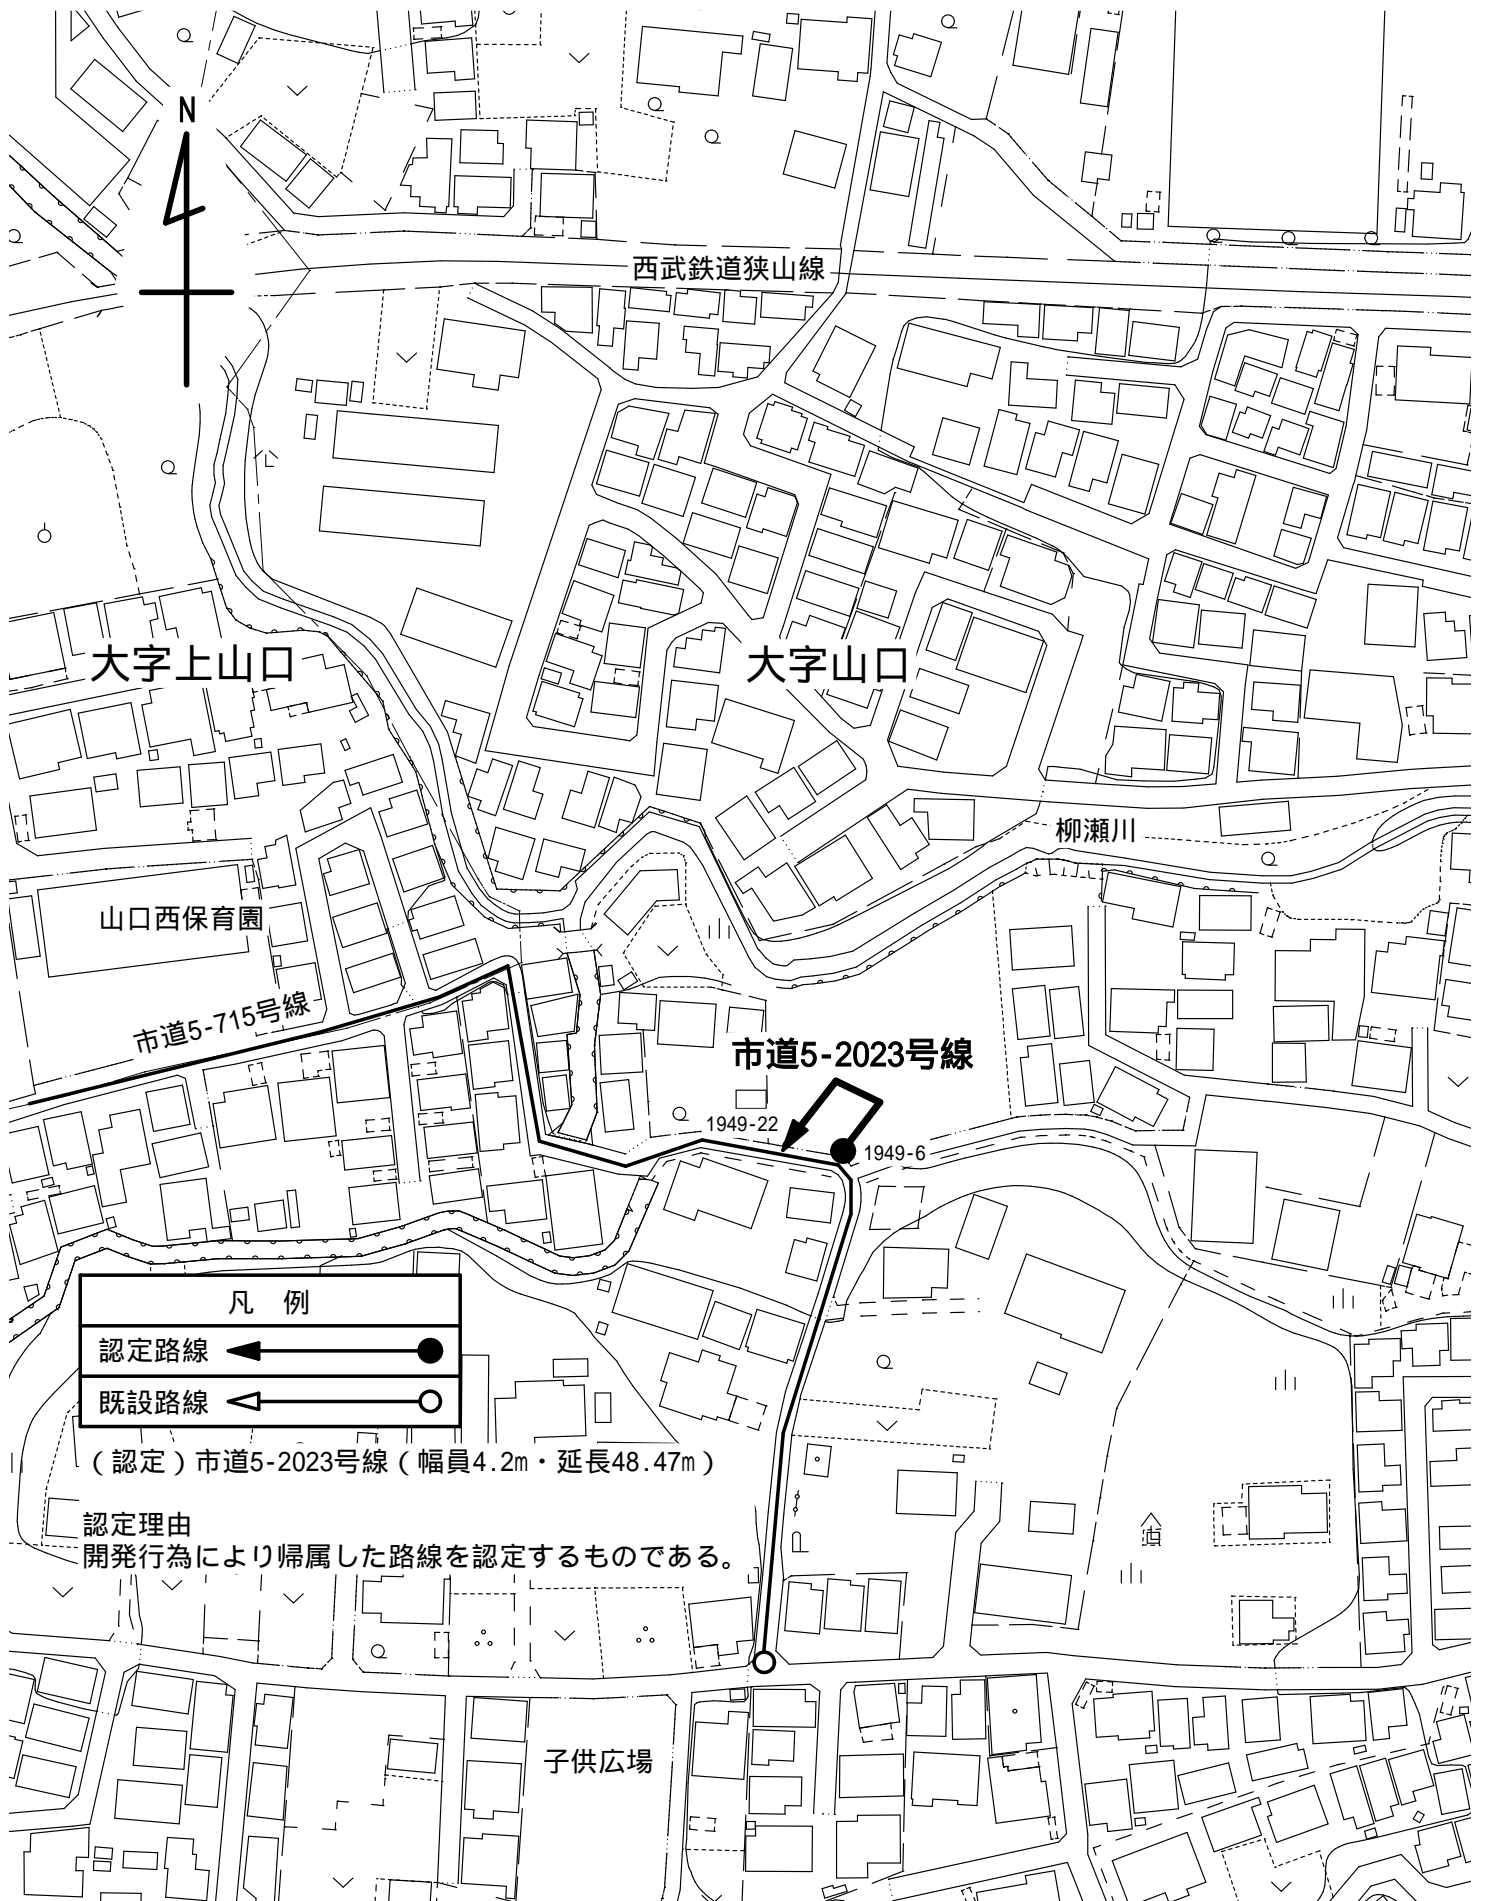 N
西武鉄道狭山線
大字上山口
大字山口
柳瀬川
山口西保育園
市道5-715号線
市道5-2023号線
1949-22
1949-6
凡 例
認定路線
既設路線
（認定）市道5-2023号線（幅員4.2m・延長48.47m）
認定理由
開発行為により帰属した路線を認定するものである。
P
子供広場